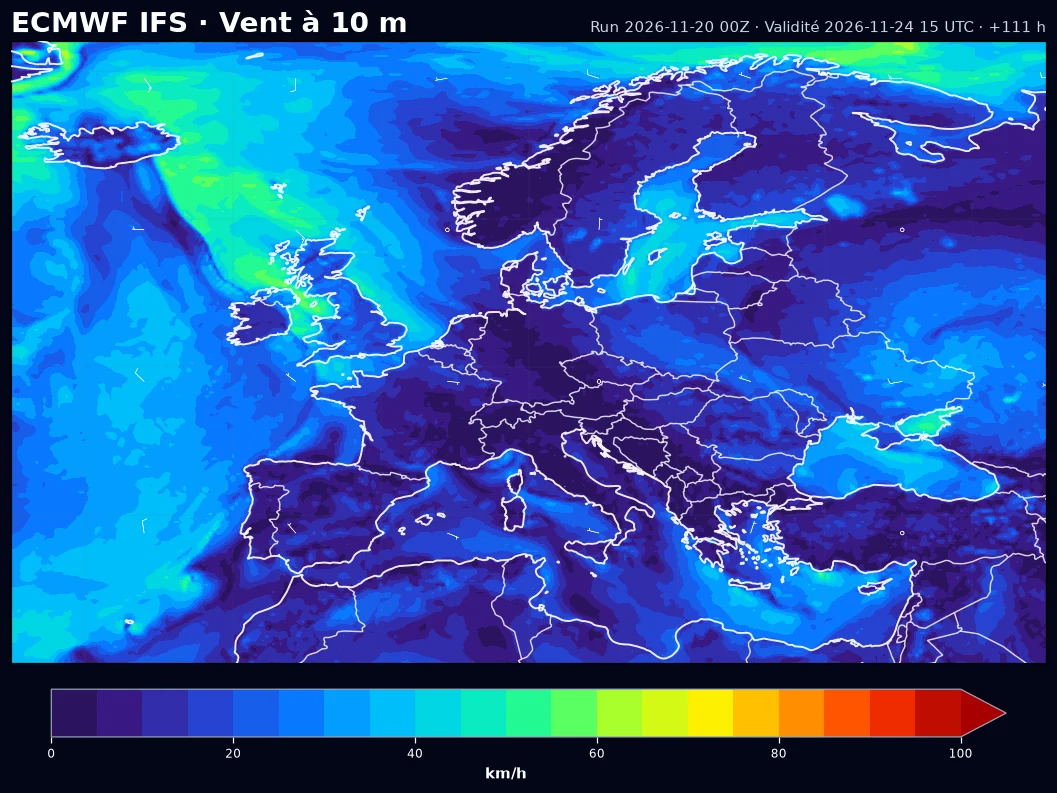 ECMWF IFS · Vent à 10 m
Run 2026-11-20 00Z · Validité 2026-11-24 15 UTC · +111 h
0 20 40 60 80 100
km/h